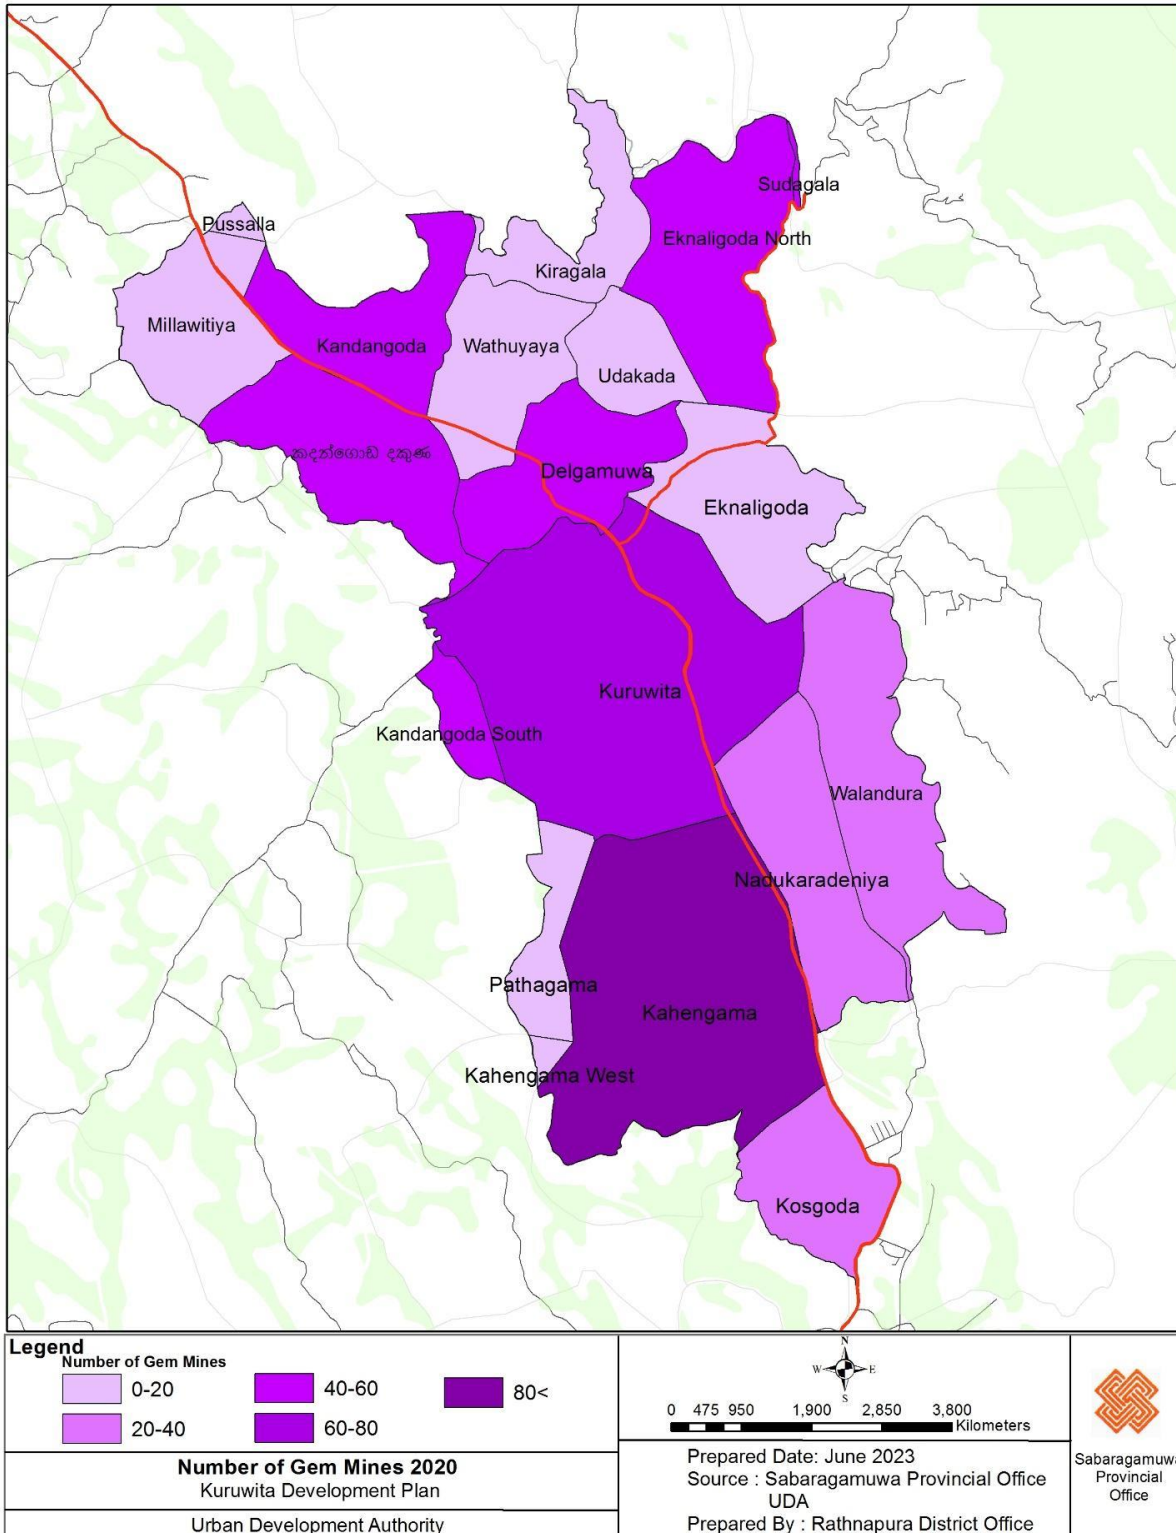 Sudagala
Pussalla
Eknaligoda North
Kiragala
Millawitiya
Kandangoda
Wathuyaya
Udakada
කදන්ගොඩ දකුණ
Delgamuwa
Eknaligoda
Kuruwita
Kandangoda South
Walandura
Nadukaradeniya
Pathagama
Kahengama
Kahengama West
Kosgoda
Legend
Number of Gem Mines
0-20
40-60
80<
20-40
60-80
Number of Gem Mines 2020
Kuruwita Development Plan
Urban Development Authority
N
W E
S
0 475 950 1,900 2,850 3,800
Kilometers
Prepared Date: June 2023
Source : Sabaragamuwa Provincial Office
UDA
Prepared By : Rathnapura District Office
Sabaragamuwa
Provincial
Office